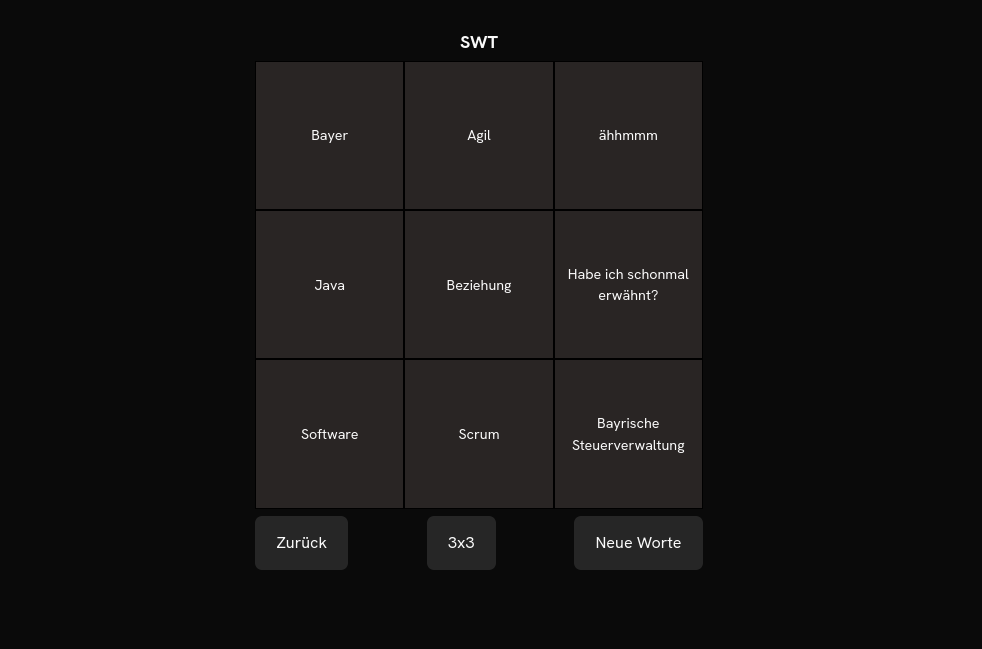 SWT
Bayer
Agil
ähhmmm
Java
Beziehung
Habe ich schonmal
erwähnt?
Software
Scrum
Bayrische
Steuerverwaltung
Zurück
3x3
Neue Worte